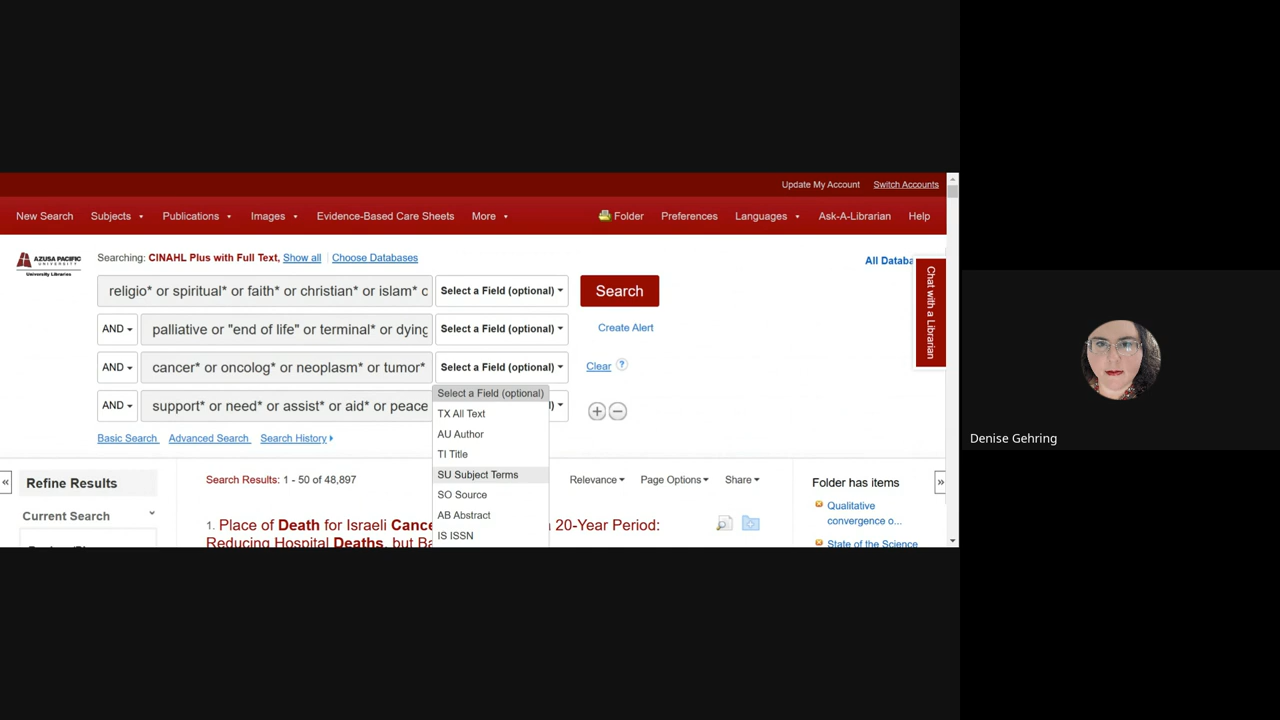 Update My Account Switch Accounts
New Search Subjects Publications Images Evidence-Based Care Sheets More Folder Preferences Languages Ask-A-Librarian Help
AZUSA PACIFIC
UNIVERSITY
University Libraries
Searching: CINAHL Plus with Full Text, Show all Choose Databases
All Databa
religio* or spiritual* or faith* or christian* or islam* c Select a Field (optional) Search
AND palliative or "end of life" or terminal* or dying Select a Field (optional) Create Alert
AND cancer* or oncolog* or neoplasm* or tumor* Select a Field (optional) Clear ?
AND support* or need* or assist* or aid* or peace
Select a Field (optional)
TX All Text
AU Author
TI Title
SU Subject Terms
SO Source
AB Abstract
IS ISSN
Basic Search Advanced Search Search History
Chat with a Librarian
Refine Results
Current Search
Search Results: 1 - 50 of 48,897 Relevance Page Options Share
1. Place of Death for Israeli Cance 20-Year Period:
Reducing Hospital Deaths, but Ba
Folder has items
Qualitative
convergence o...
State of the Science
Denise Gehring